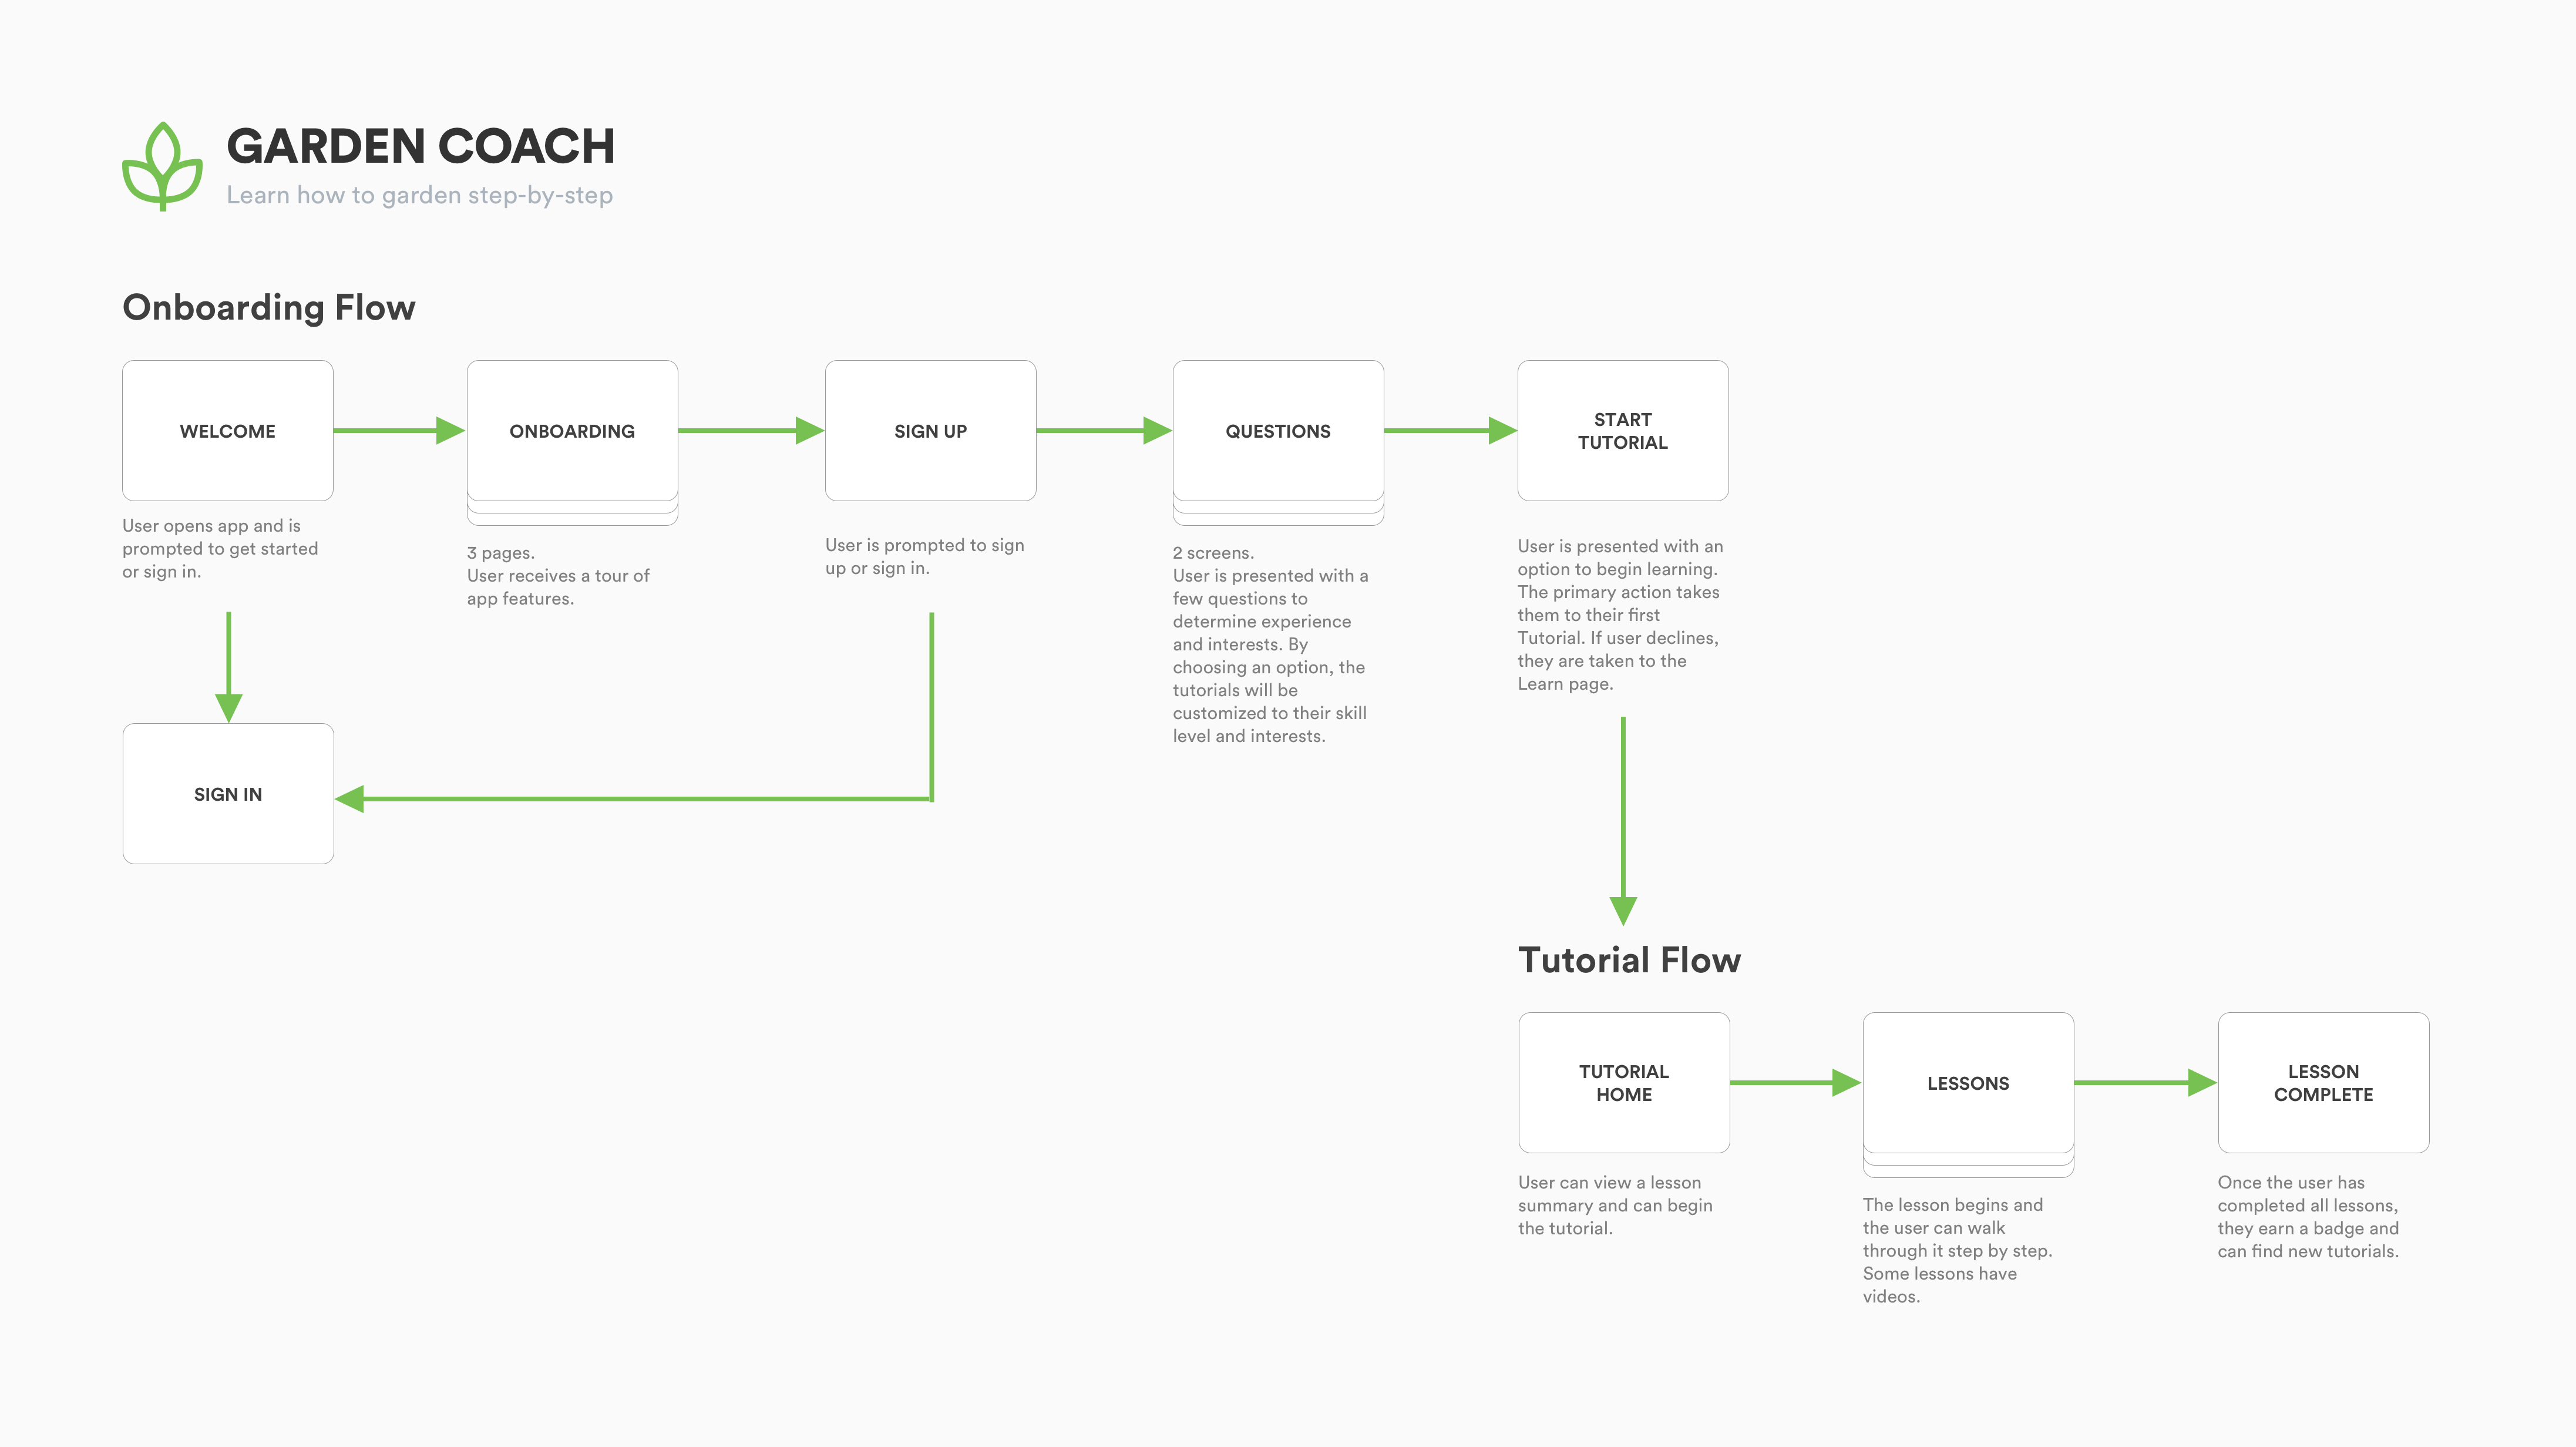 GARDEN COACH
Learn how to garden step-by-step
Onboarding Flow
WELCOME
User opens app and is
prompted to get started
or sign in.
ONBOARDING
3 pages.
User receives a tour of
app features.
SIGN UP
User is prompted to sign
up or sign in.
QUESTIONS
2 screens.
User is presented with a
few questions to
determine experience
and interests. By
choosing an option, the
tutorials will be
customized to their skill
level and interests.
START
TUTORIAL
User is presented with an
option to begin learning.
The primary action takes
them to their first
Tutorial. If user declines,
they are taken to the
Learn page.
SIGN IN
Tutorial Flow
TUTORIAL
HOME
User can view a lesson
summary and can begin
the tutorial.
LESSONS
The lesson begins and
the user can walk
through it step by step.
Some lessons have
videos.
LESSON
COMPLETE
Once the user has
completed all lessons,
they earn a badge and
can find new tutorials.